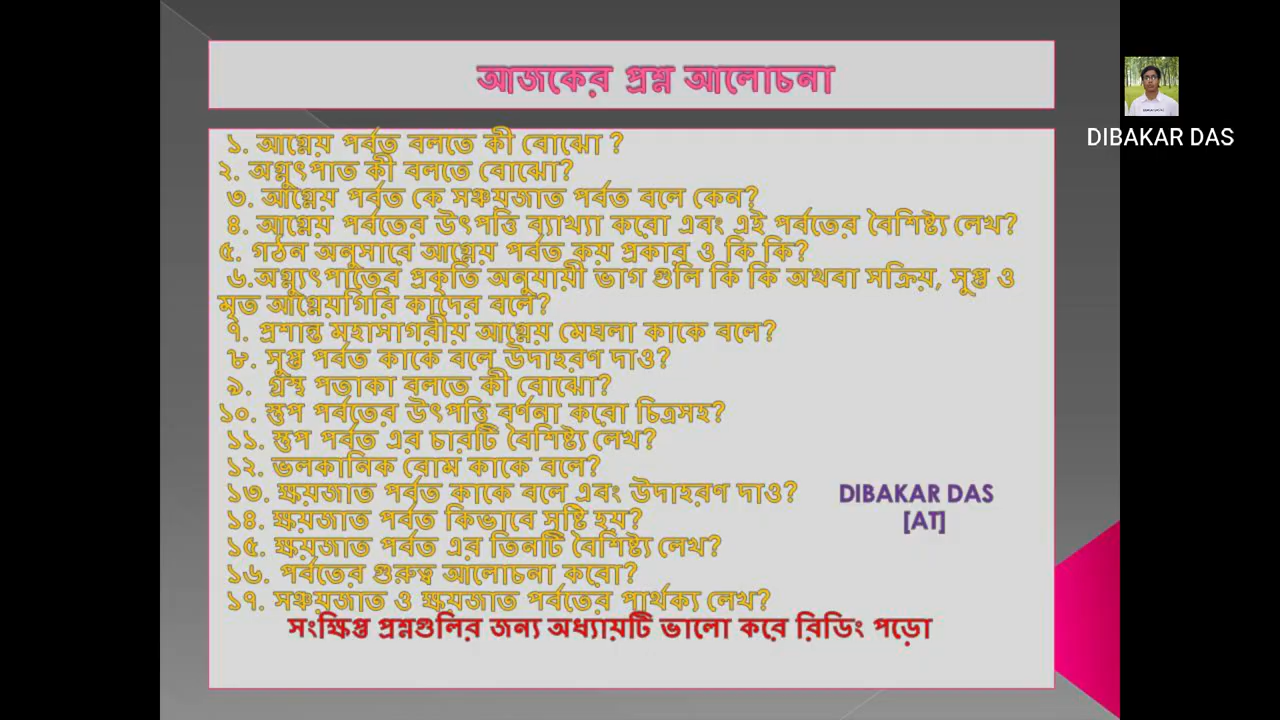 আজকের প্রশ্ন আলোচনা
DIBAKAR DAS
১. আগ্নেয় পর্বত বলতে কী বোঝো ?
২. অগ্নুৎপাত কী বলতে বোঝো?
৩. আগ্নেয় পর্বত কে সঞ্চয়জাত পর্বত বলে কেন?
৪. আগ্নেয় পর্বতের উৎপত্তি ব্যাখ্যা করো এবং এই পর্বতের বৈশিষ্ট্য লেখ?
৫. গঠন অনুসারে আগ্নেয় পর্বত কয় প্রকার ও কি কি?
৬.অগ্ন্যুৎপাতের প্রকৃতি অনুযায়ী ভাগ গুলি কি কি অথবা সক্রিয়, সুপ্ত ও
মৃত আগ্নেয়গিরি কাদের বলে?
৭. প্রশান্ত মহাসাগরীয় আগ্নেয় মেঘলা কাকে বলে?
৮. সুপ্ত পর্বত কাকে বলে উদাহরণ দাও?
৯. গ্রস্থ পতাকা বলতে কী বোঝো?
১০. স্তুপ পর্বতের উৎপত্তি বর্ণনা করো চিত্রসহ?
১১. স্তুপ পর্বত এর চারটি বৈশিষ্ট্য লেখ?
১২. ভলকানিক বোম কাকে বলে?
১৩. ক্ষয়জাত পর্বত কাকে বলে এবং উদাহরণ দাও?
১৪. ক্ষয়জাত পর্বত কিভাবে সৃষ্টি হয়?
১৫. ক্ষয়জাত পর্বত এর তিনটি বৈশিষ্ট্য লেখ?
১৬. পর্বতের গুরুত্ব আলোচনা করো?
১৭. সঞ্চয়জাত ও ক্ষয়জাত পর্বতের পার্থক্য লেখ?
সংক্ষিপ্ত প্রশ্নগুলির জন্য অধ্যায়টি ভালো করে রিডিং পড়ো
DIBAKAR DAS
[AT]